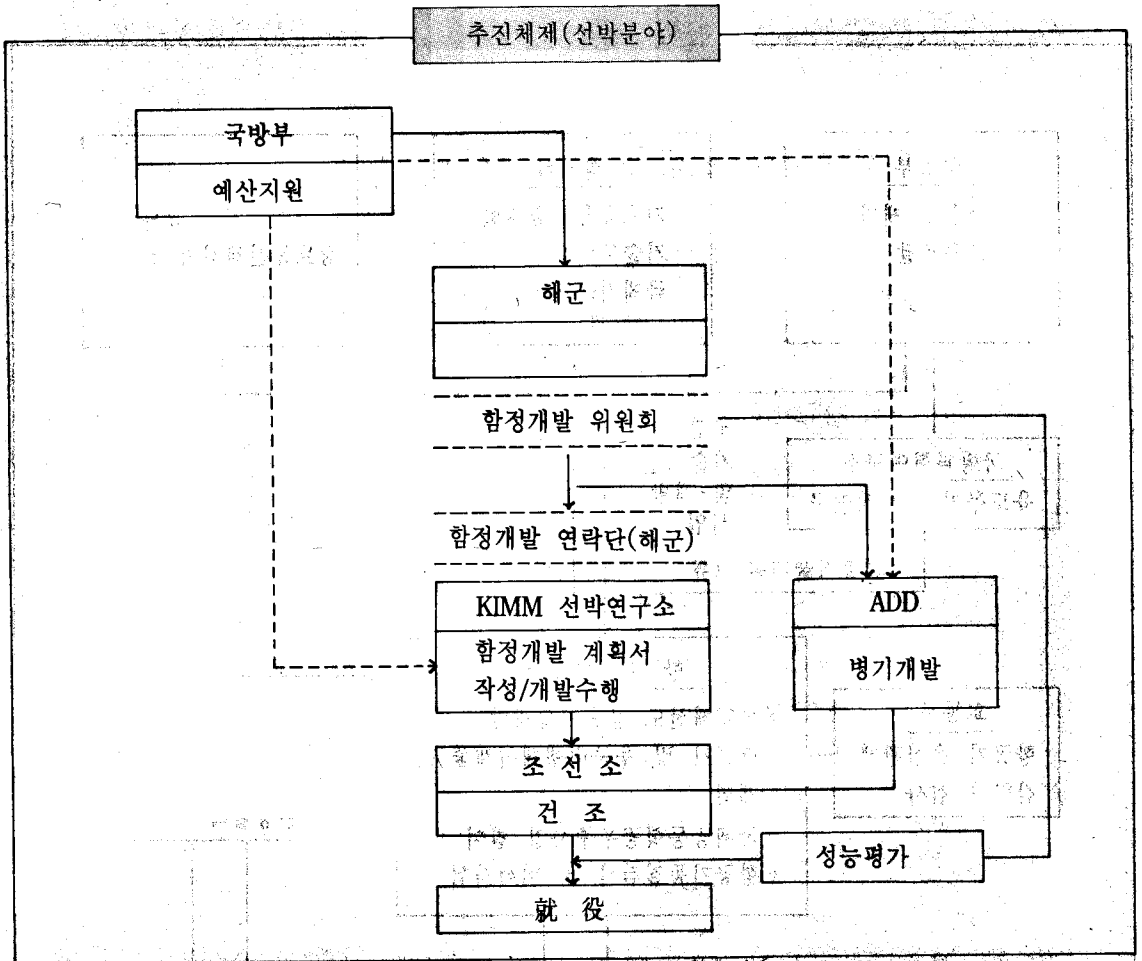 추진체제(선박분야)
국방부
예산지원
해군
함정개발 위원회
함정개발 연락단(해군)
KIMM 선박연구소
함정개발 계획서
작성/개발수행
ADD
병기개발
조 선 소
건 조
성능평가
就 役